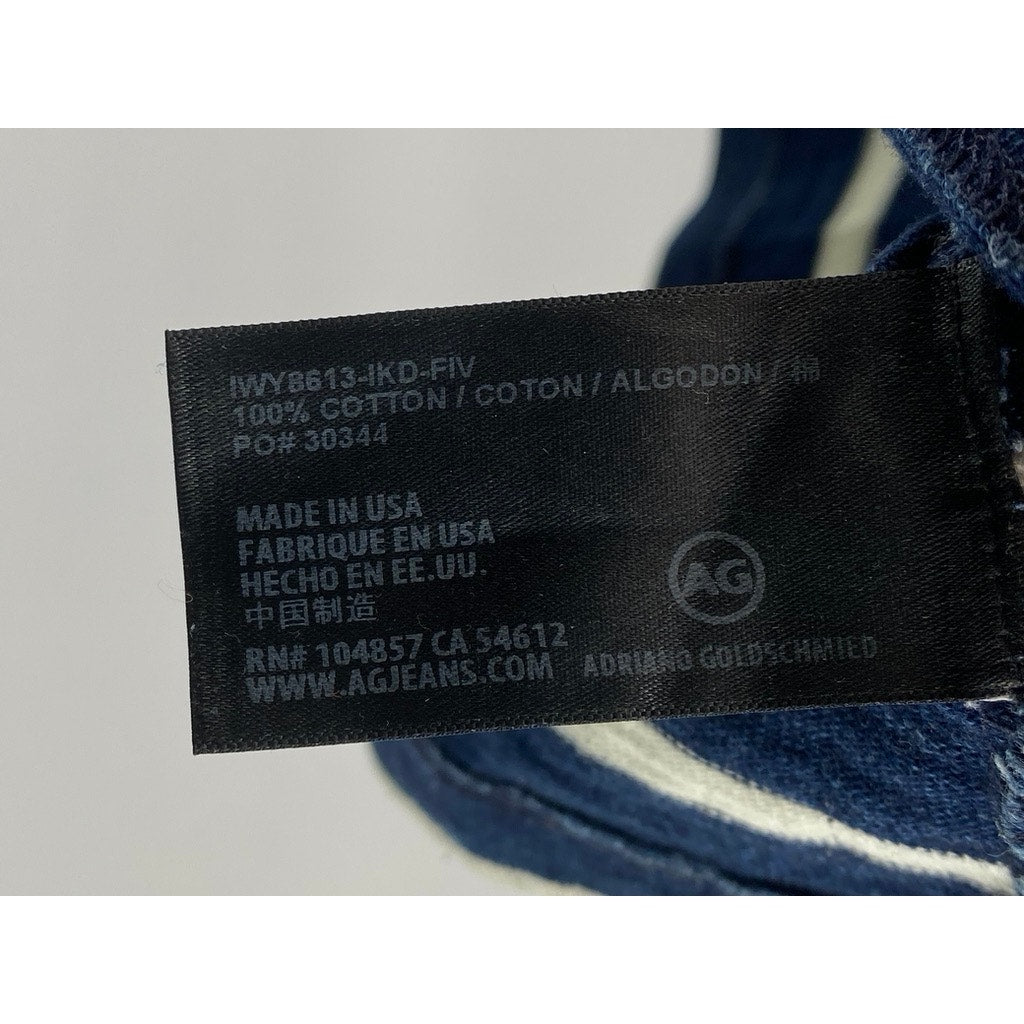 IWY8613-IKD-FIV
100% COTTON / COTON / ALGODON / 棉
PO# 30344
MADE IN USA
FABRIQUE EN USA
HECHO EN EE.UU.
中国制造
RN# 104857 CA 54612
WWW.AGJEANS.COM
AG
ADRIANO GOLDSCHMIED